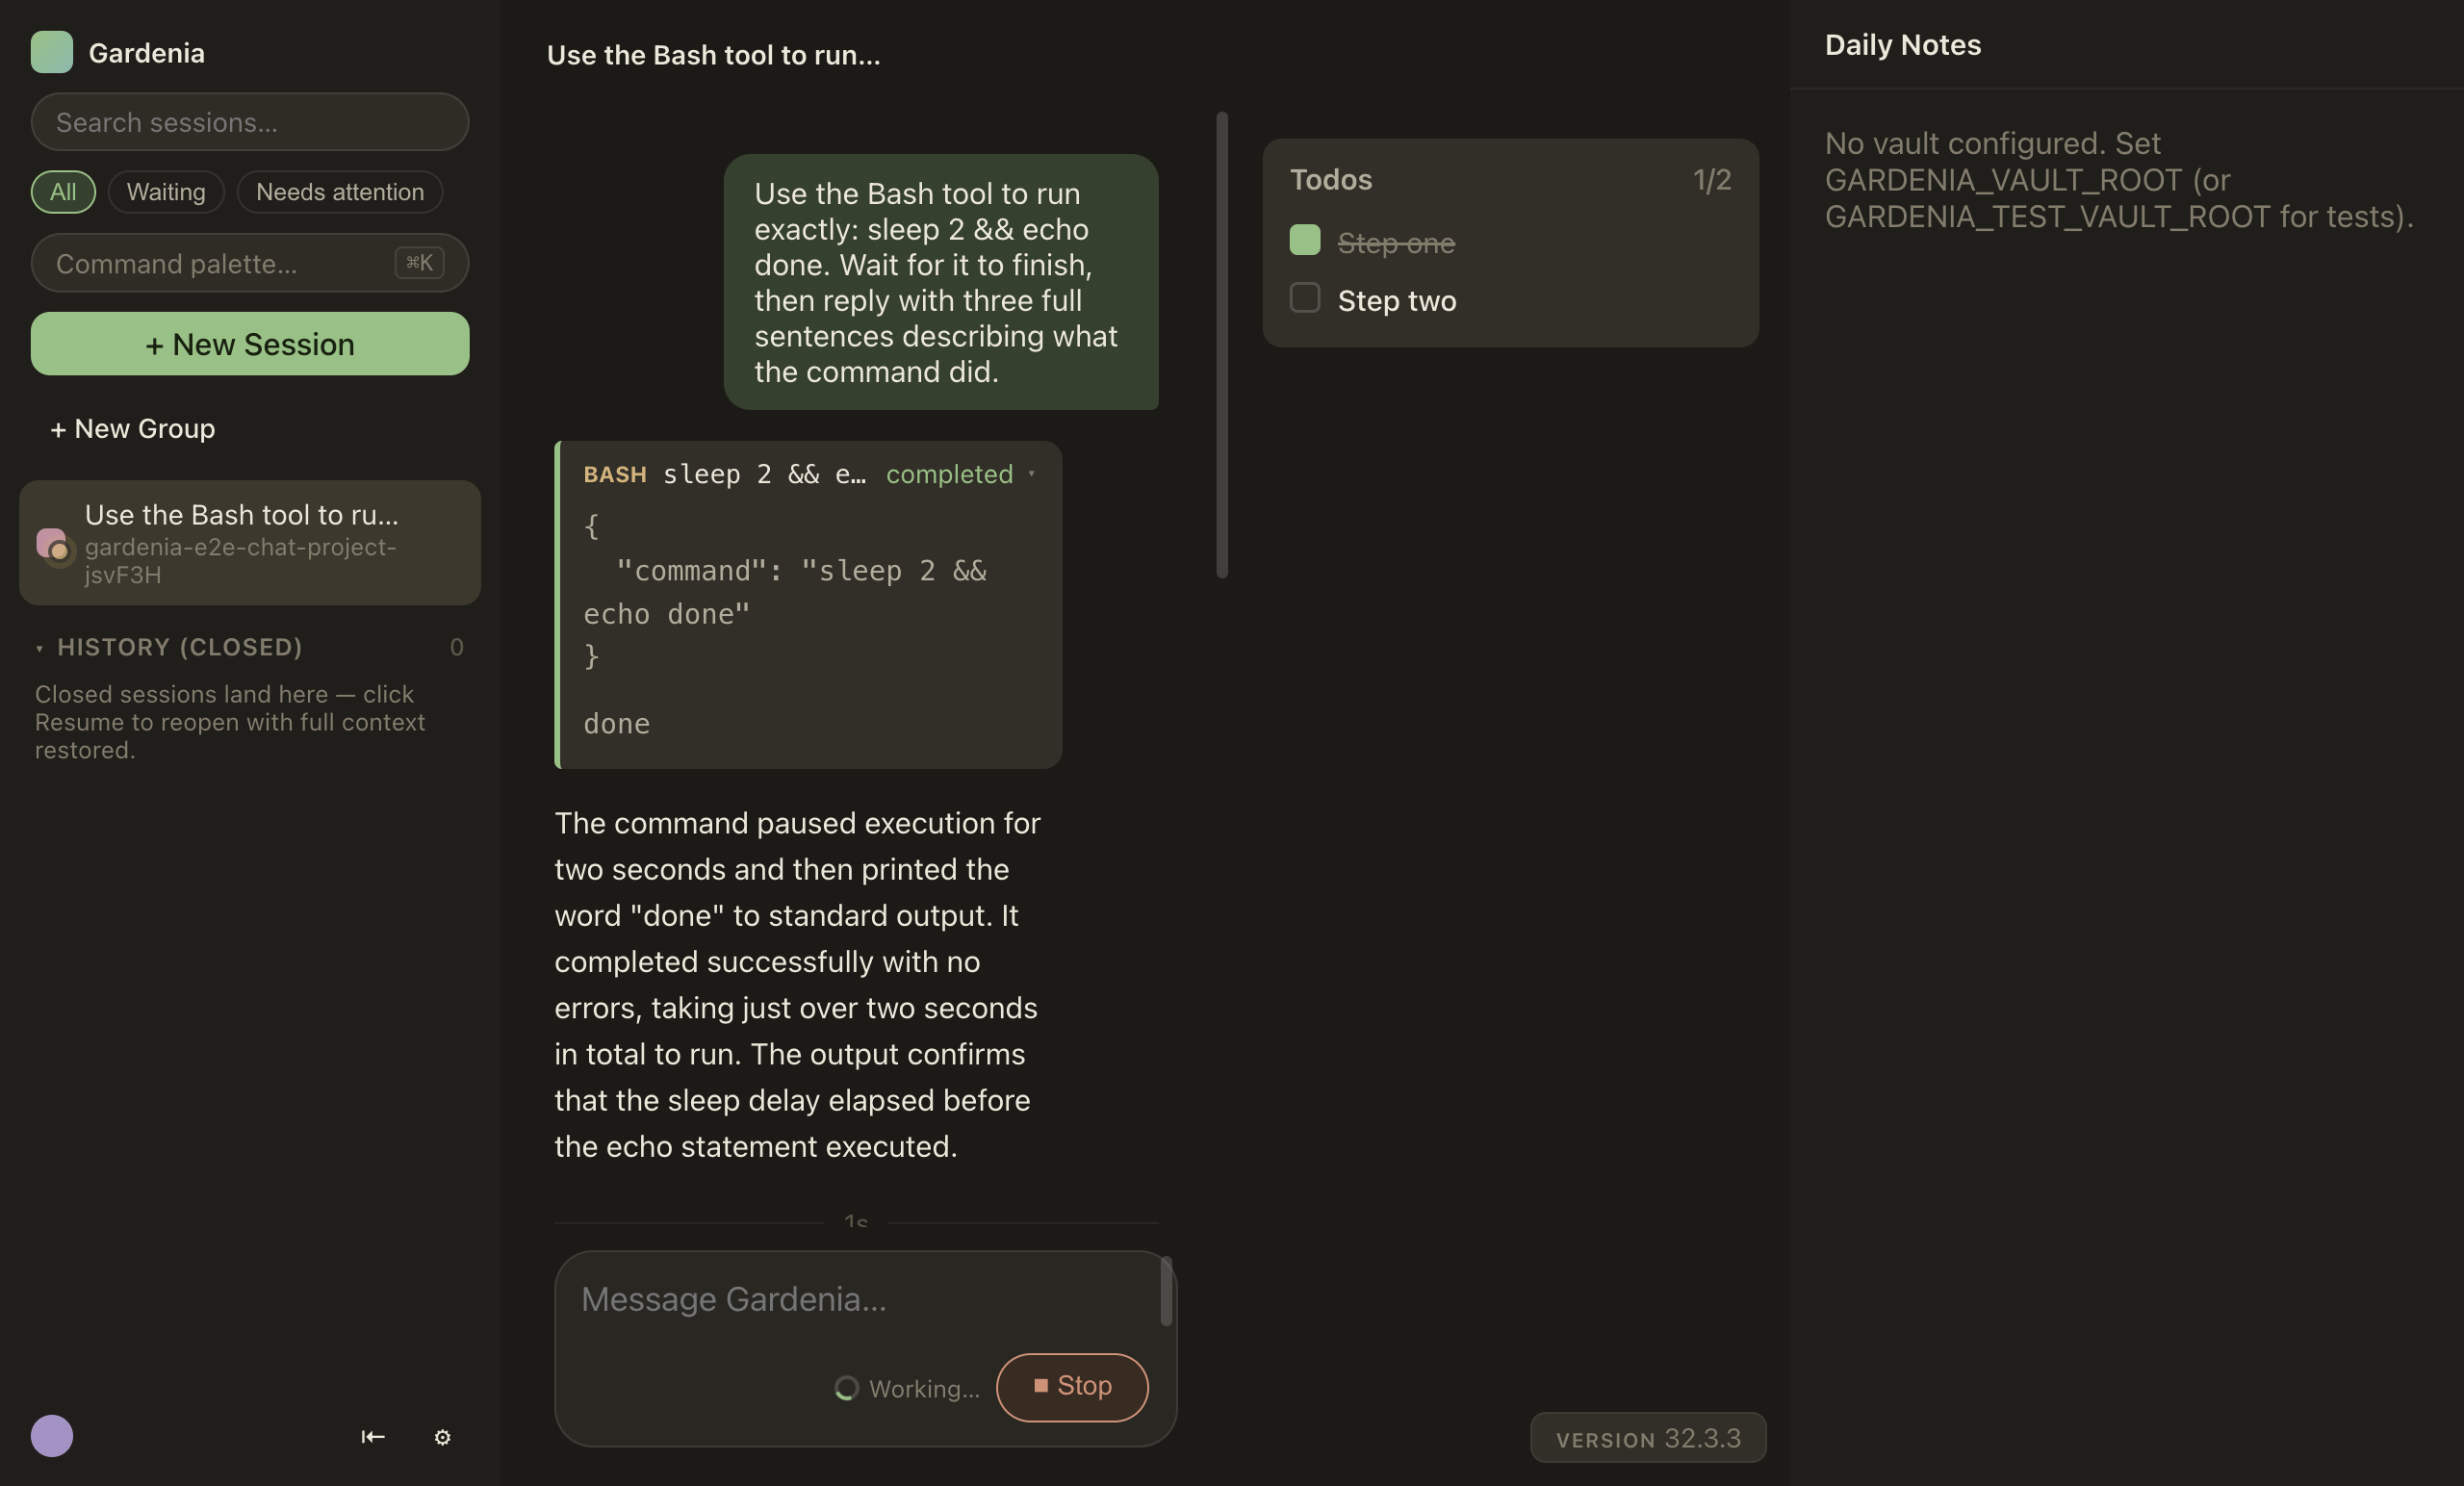 Gardenia
Search sessions...
All
Waiting
Needs attention
Command palette...
⌘K
+ New Session
+ New Group
Use the Bash tool to ru...
gardenia-e2e-chat-project-
jsvF3H
HISTORY (CLOSED)
0
Closed sessions land here — click
Resume to reopen with full context
restored.
Use the Bash tool to run...
Use the Bash tool to run
exactly: sleep 2 && echo
done. Wait for it to finish,
then reply with three full
sentences describing what
the command did.
BASH sleep 2 && e... completed
{
"command": "sleep 2 &&
echo done"
}
done
The command paused execution for
two seconds and then printed the
word "done" to standard output. It
completed successfully with no
errors, taking just over two seconds
in total to run. The output confirms
that the sleep delay elapsed before
the echo statement executed.
1s
Message Gardenia...
Working...
Stop
Todos
1/2
Step one
Step two
VERSION 32.3.3
Daily Notes
No vault configured. Set
GARDENIA_VAULT_ROOT (or
GARDENIA_TEST_VAULT_ROOT for tests).